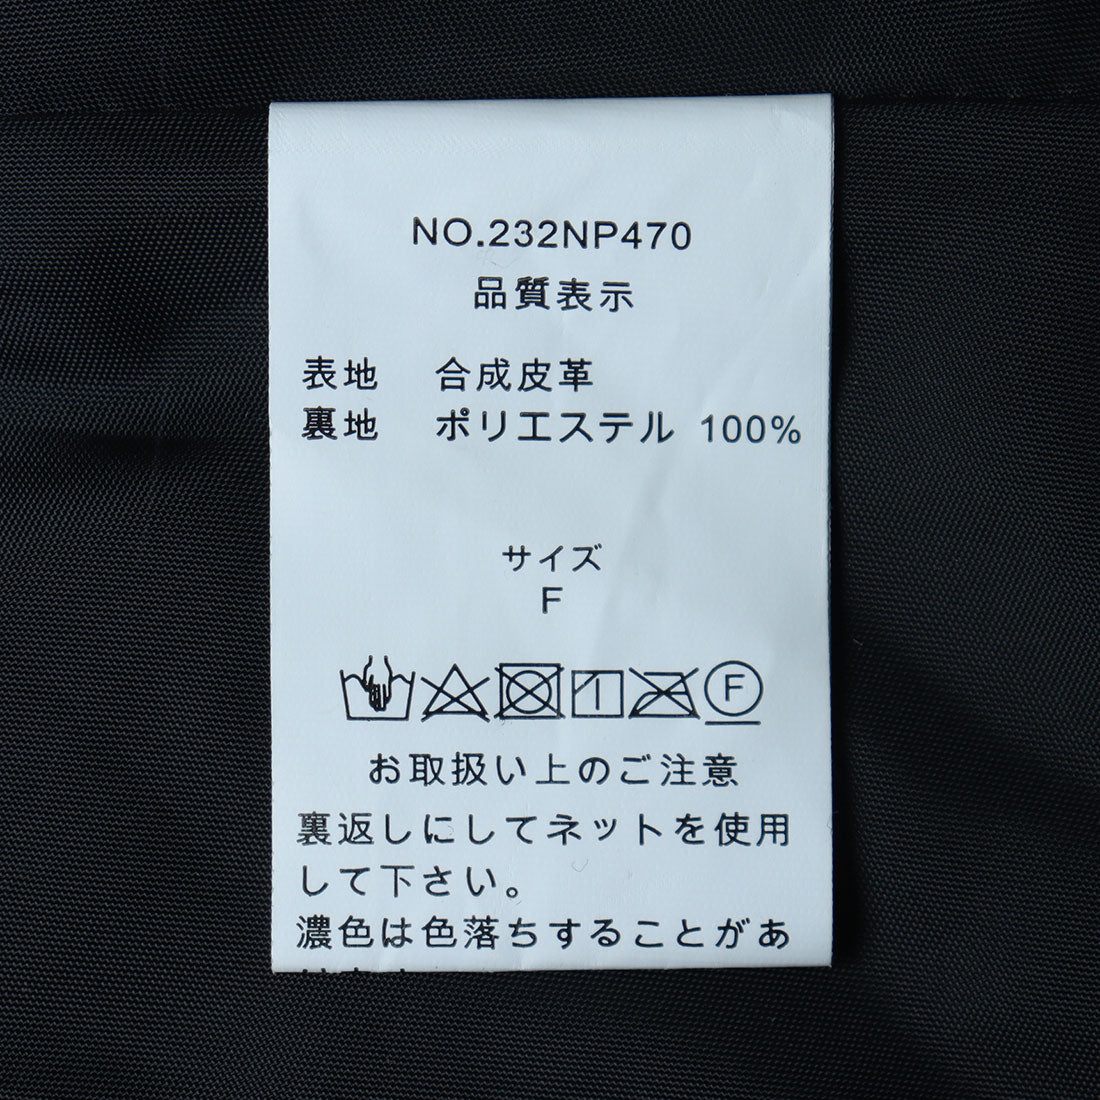 NO.232NP470
品質表示
表地 合成皮革
裏地 ポリエステル 100%
サイズ
F
F
お取扱い上のご注意
裏返しにしてネットを使用
して下さい。
濃色は色落ちすることがあ